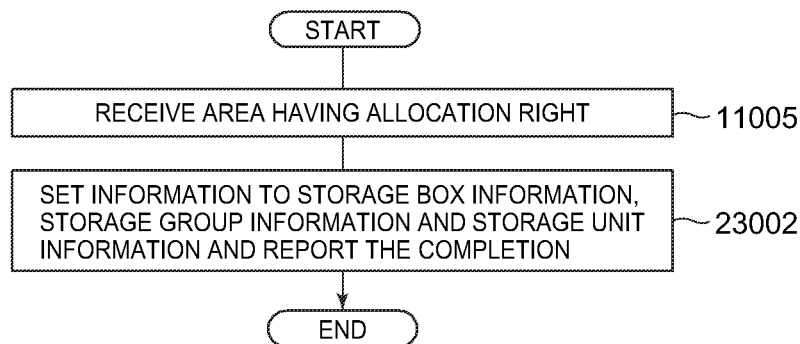 START
RECEIVE AREA HAVING ALLOCATION RIGHT
11005
SET INFORMATION TO STORAGE BOX INFORMATION,
STORAGE GROUP INFORMATION AND STORAGE UNIT
INFORMATION AND REPORT THE COMPLETION
23002
END